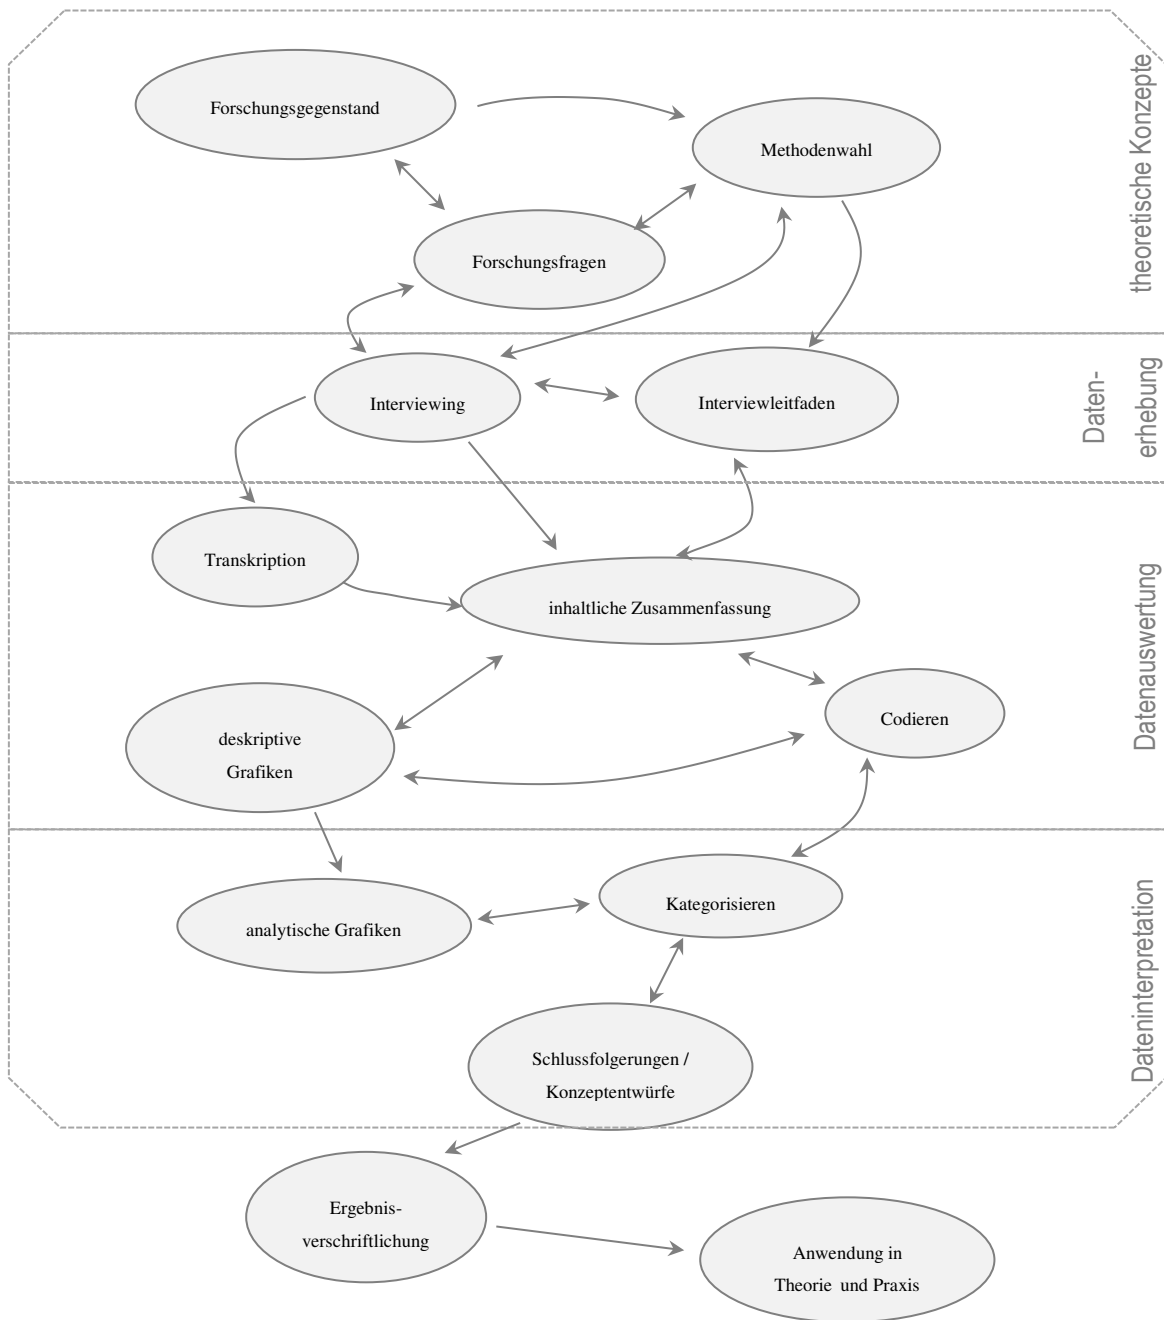 Forschungsgegenstand
Methodenwahl
Forschungsfragen
theoretische Konzepte
Interviewing
Interviewleitfaden
Daten-
erhebung
Transkription
inhaltliche Zusammenfassung
Codieren
deskriptive
Grafiken
Datenauswertung
Kategorisieren
analytische Grafiken
Schlussfolgerungen /
Konzeptentwürfe
Dateninterpretation
Ergebnis-
verschriftlichung
Anwendung in
Theorie und Praxis